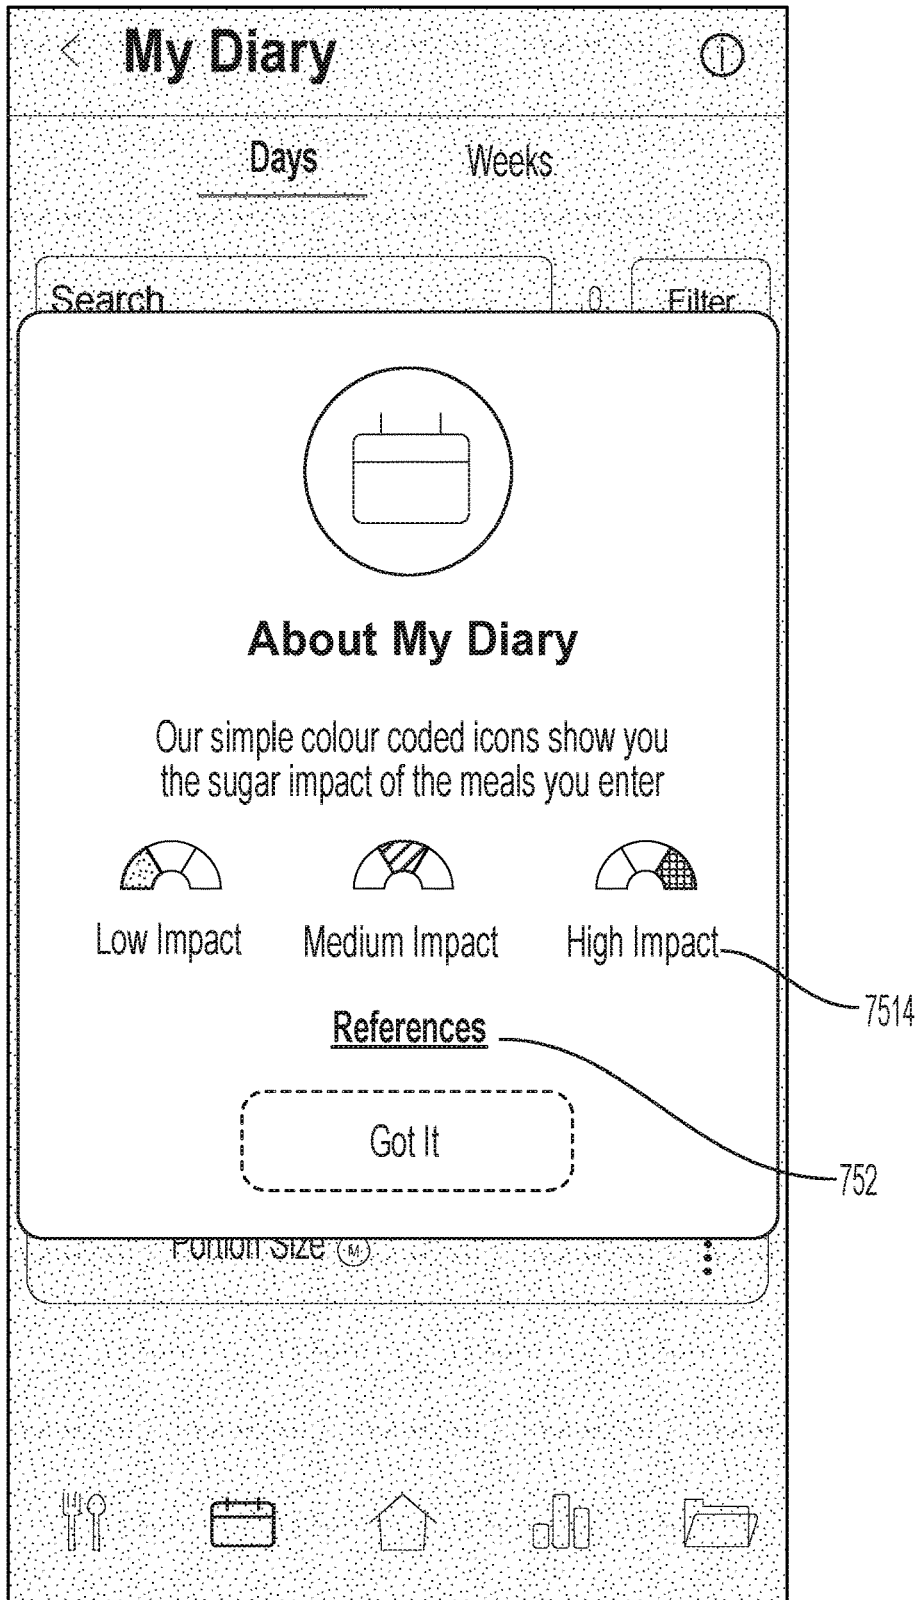 My Diary
Days Weeks
Search 0 Filter
About My Diary
Our simple colour coded icons show you
the sugar impact of the meals you enter
Low Impact Medium Impact High Impact
7514
References
Got It
752
Portion Size M